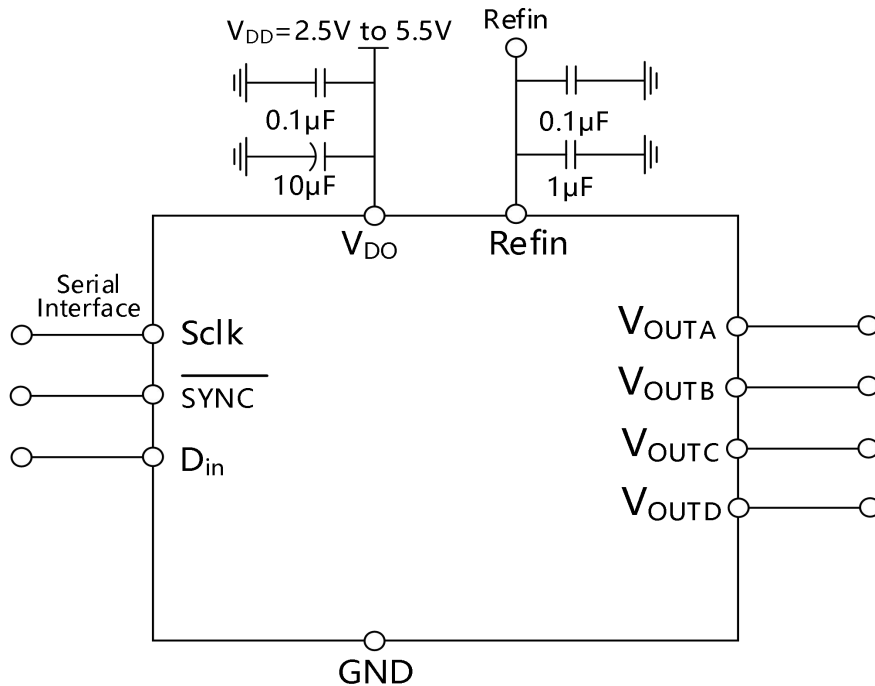 V_DD=2.5V to 5.5V
Refin
0.1μF
0.1μF
10μF
1μF
V_DO
Refin
Serial
Interface
Sclk
SYNC
D_in
V_OUTA
V_OUTB
V_OUTC
V_OUTD
GND